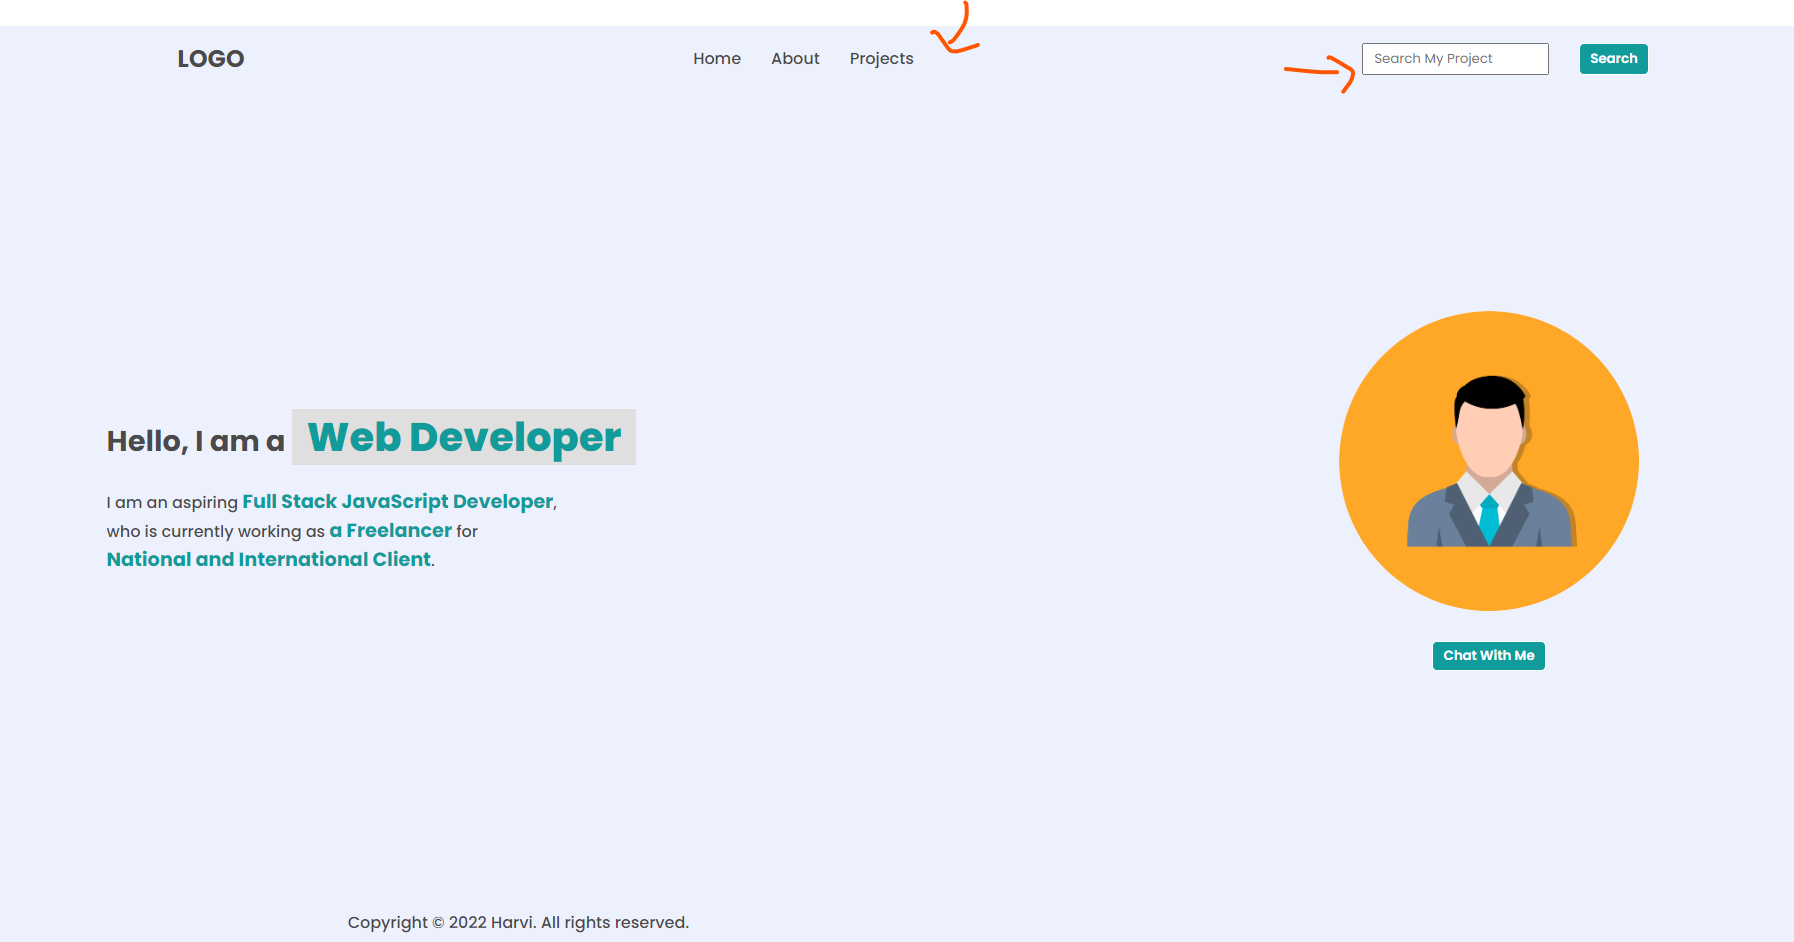 LOGO
Home About Projects
Search My Project
Search
Hello, I am a Web Developer
I am an aspiring Full Stack JavaScript Developer,
who is currently working as a Freelancer for
National and International Client.
Chat With Me
Copyright © 2022 Harvi. All rights reserved.